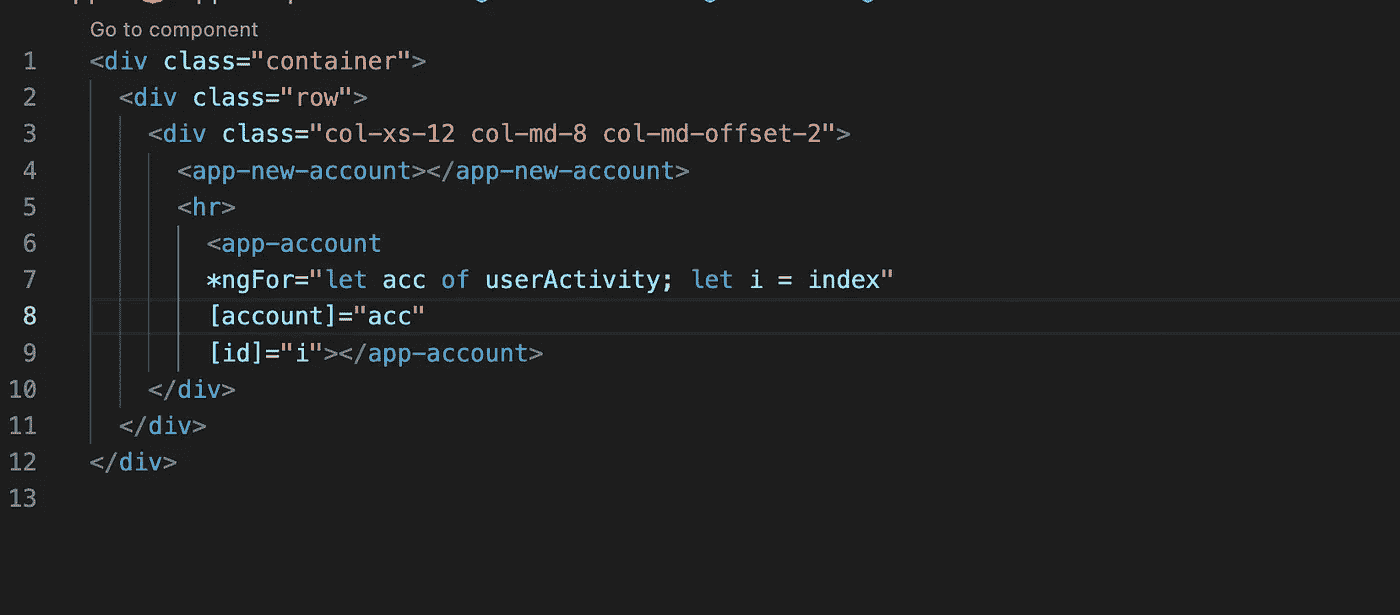 Go to component
1 <div class="container">
2 <div class="row">
3 <div class="col-xs-12 col-md-8 col-md-offset-2">
4 <app-new-account></app-new-account>
5 <hr>
6 <app-account
7 *ngFor="let acc of userActivity; let i = index"
8 [account]="acc"
9 [id]="i"></app-account>
10 </div>
11 </div>
12 </div>
13